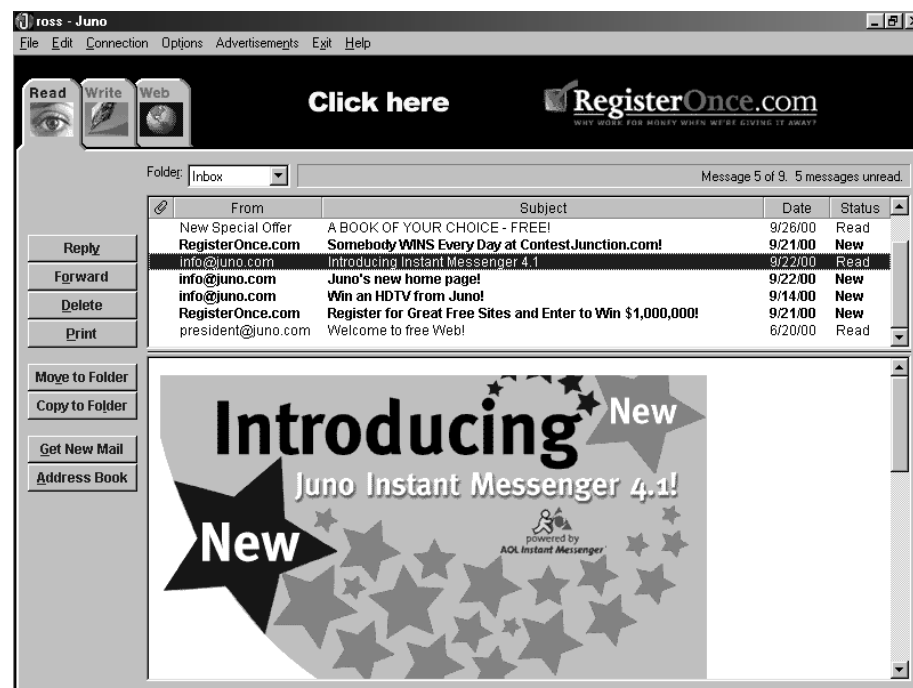 ross - Juno
File Edit Connection Options Advertisements Exit Help
Read Write Web
Click here
RegisterOnce.com
WHY WORK FOR MONEY WHEN WE'RE GIVING IT AWAY?
Folder: Inbox
Message 5 of 9. 5 messages unread.
From Subject Date Status
New Special Offer A BOOK OF YOUR CHOICE - FREE! 9/26/00 Read
RegisterOnce.com Somebody WINS Every Day at ContestJunction.com! 9/21/00 New
info@juno.com Introducing Instant Messenger 4.1 9/22/00 Read
info@juno.com Juno's new home page! 9/22/00 New
info@juno.com Win an HDTV from Juno! 9/14/00 New
RegisterOnce.com Register for Great Free Sites and Enter to Win $1,000,000! 9/21/00 New
president@juno.com Welcome to free Web! 6/20/00 Read
Reply
Forward
Delete
Print
Move to Folder
Copy to Folder
Get New Mail
Address Book
Introducing
New
Juno Instant Messenger 4.1!
New
powered by
AOL Instant Messenger